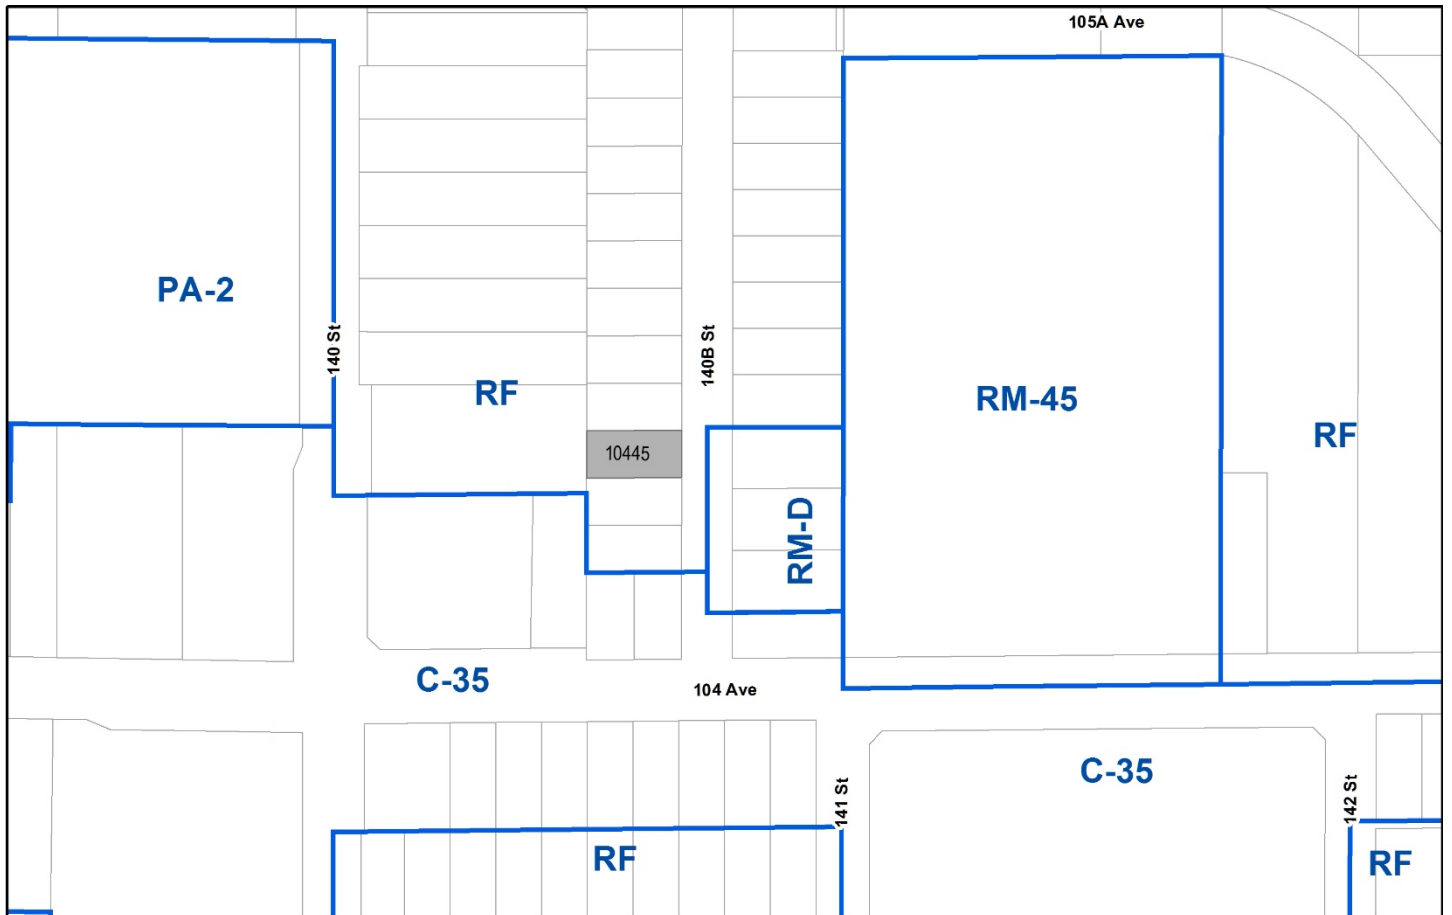 105A Ave
PA-2
140 St
140B St
RF
RM-45
RF
10445
RM-D
C-35
104 Ave
C-35
141 St
142 St
RF
RF